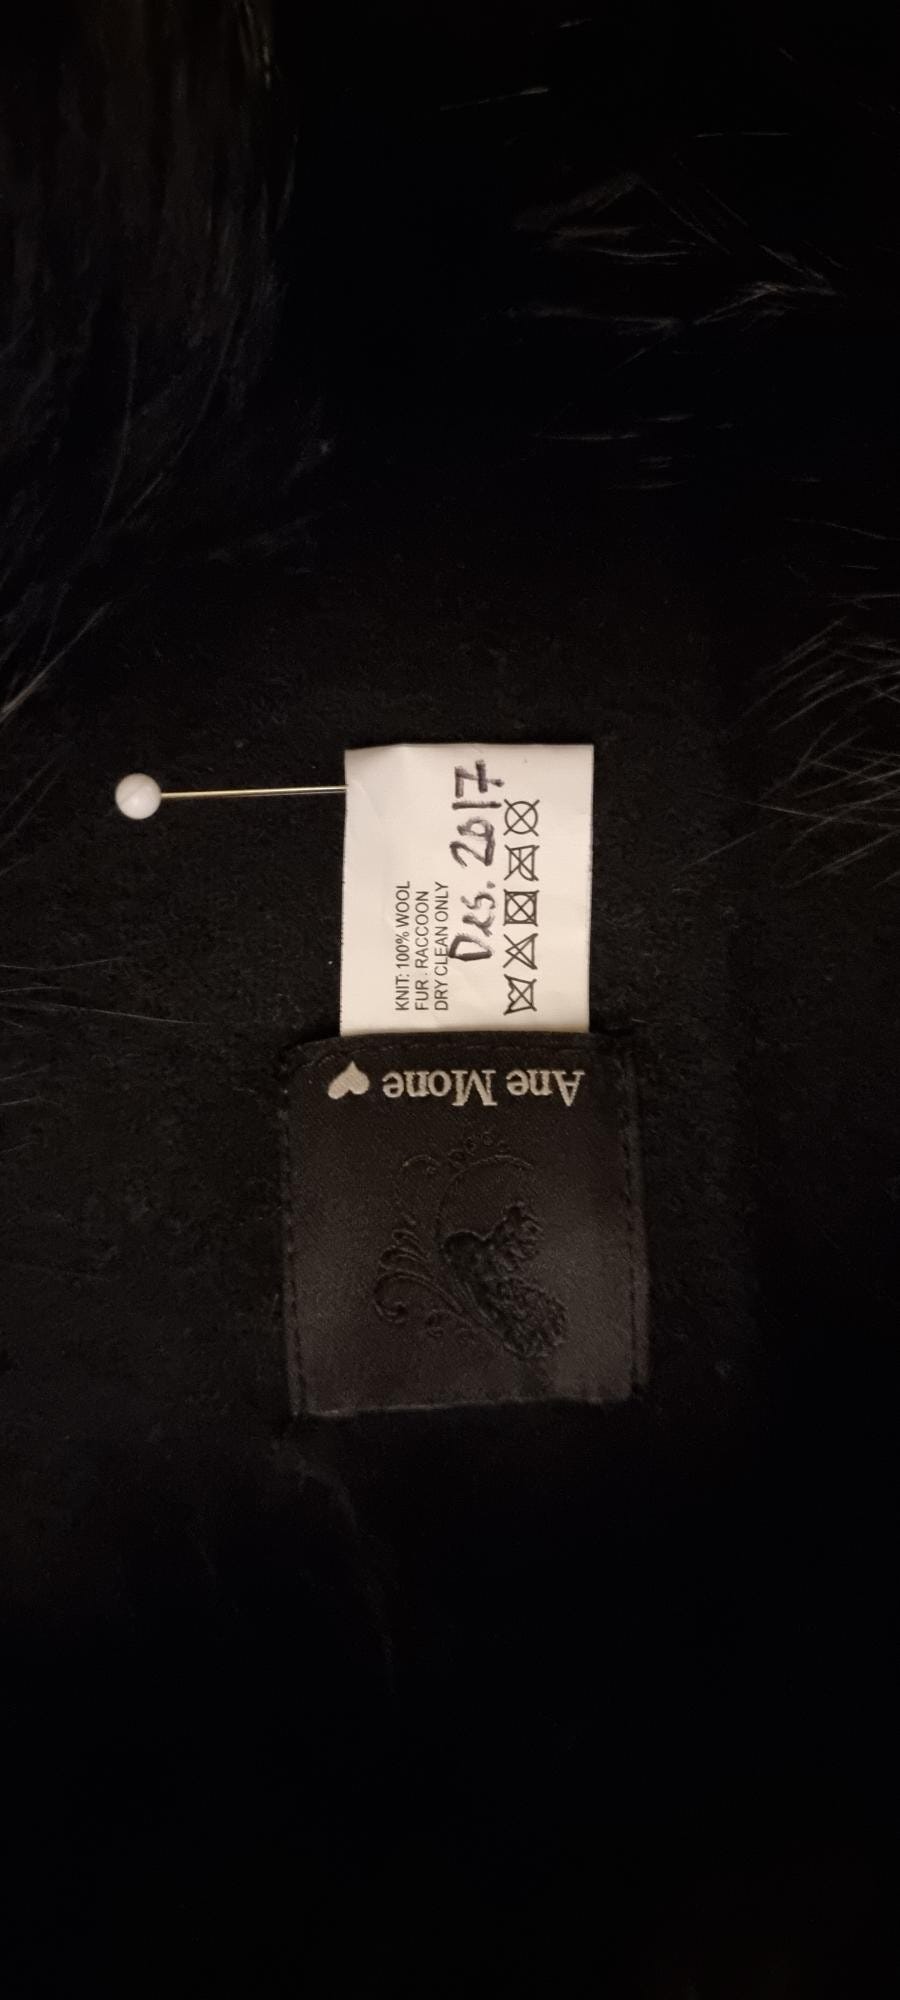 KNIT: 100% WOOL
FUR . RACCOON
DRY CLEAN ONLY
Des. 2017
Ane Mone